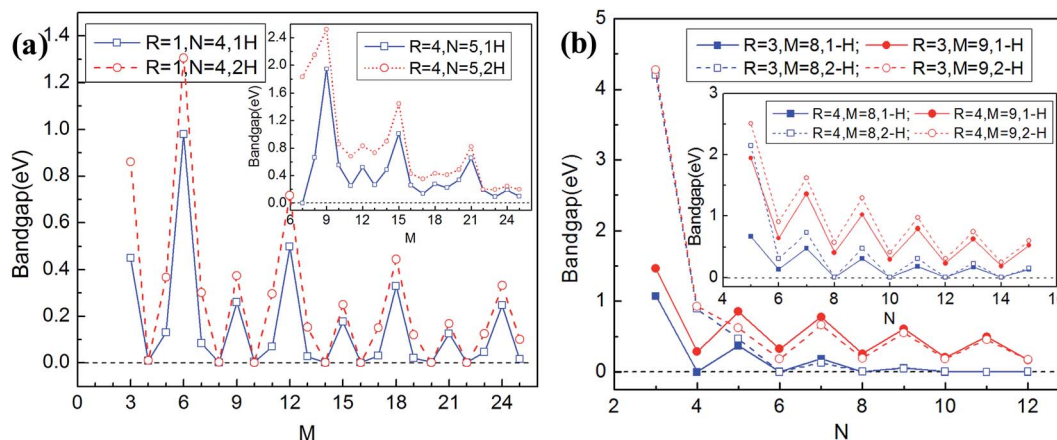 (a)
R=1,N=4,1H
R=1,N=4,2H
R=4,N=5,1H
R=4,N=5,2H
Bandgap(eV)
2.4
2.0
1.6
1.2
0.8
0.4
0.0
6 9 12 15 18 21 24
M
Bandgap(eV)
1.4
1.2
1.0
0.8
0.6
0.4
0.2
0.0
0 3 6 9 12 15 18 21 24
M
(b)
R=3,M=8,1-H; R=3,M=9,1-H
R=3,M=8,2-H; R=3,M=9,2-H
R=4,M=8,1-H; R=4,M=9,1-H
R=4,M=8,2-H; R=4,M=9,2-H
Bandgap(eV)
3
2
1
0
4 6 8 10 12 14 16
N
Bandgap(eV)
5
4
3
2
1
0
2 4 6 8 10 12
N